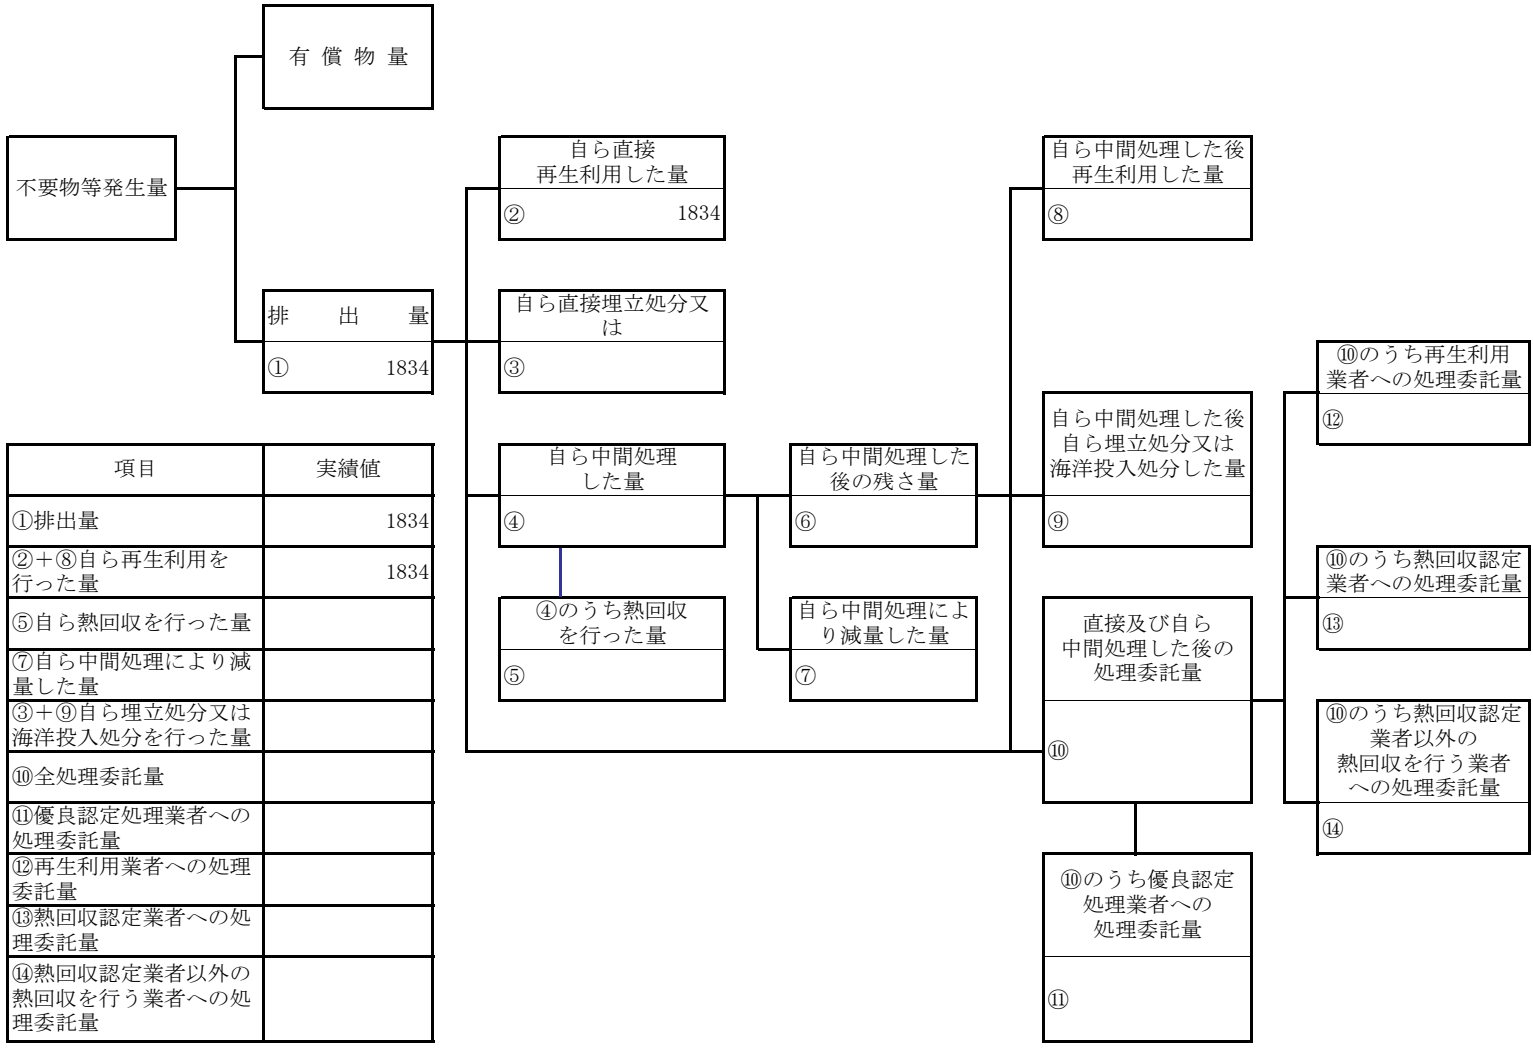 有 償 物 量
不要物等発生量
自ら直接
再生利用した量
② 1834
自ら中間処理した後
再生利用した量
⑧
排 出 量
① 1834
自ら直接埋立処分又
は
③
⑩のうち再生利用
業者への処理委託量
⑫
自ら中間処理した後
自ら埋立処分又は
海洋投入処分した量
⑨
自ら中間処理
した量
④
自ら中間処理した
後の残さ量
⑥
⑩のうち熱回収認定
業者への処理委託量
⑬
④のうち熱回収
を行った量
⑤
自ら中間処理によ
り減量した量
⑦
直接及び自ら
中間処理した後の
処理委託量
⑩
⑩のうち熱回収認定
業者以外の
熱回収を行う業者
への処理委託量
⑭
⑩のうち優良認定
処理業者への
処理委託量
⑪
項目 実績値
①排出量 1834
②＋⑧自ら再生利用を
行った量 1834
⑤自ら熱回収を行った量
⑦自ら中間処理により減
量した量
③＋⑨自ら埋立処分又は
海洋投入処分を行った量
⑩全処理委託量
⑪優良認定処理業者への
処理委託量
⑫再生利用業者への処理
委託量
⑬熱回収認定業者への処
理委託量
⑭熱回収認定業者以外の
熱回収を行う業者への処
理委託量